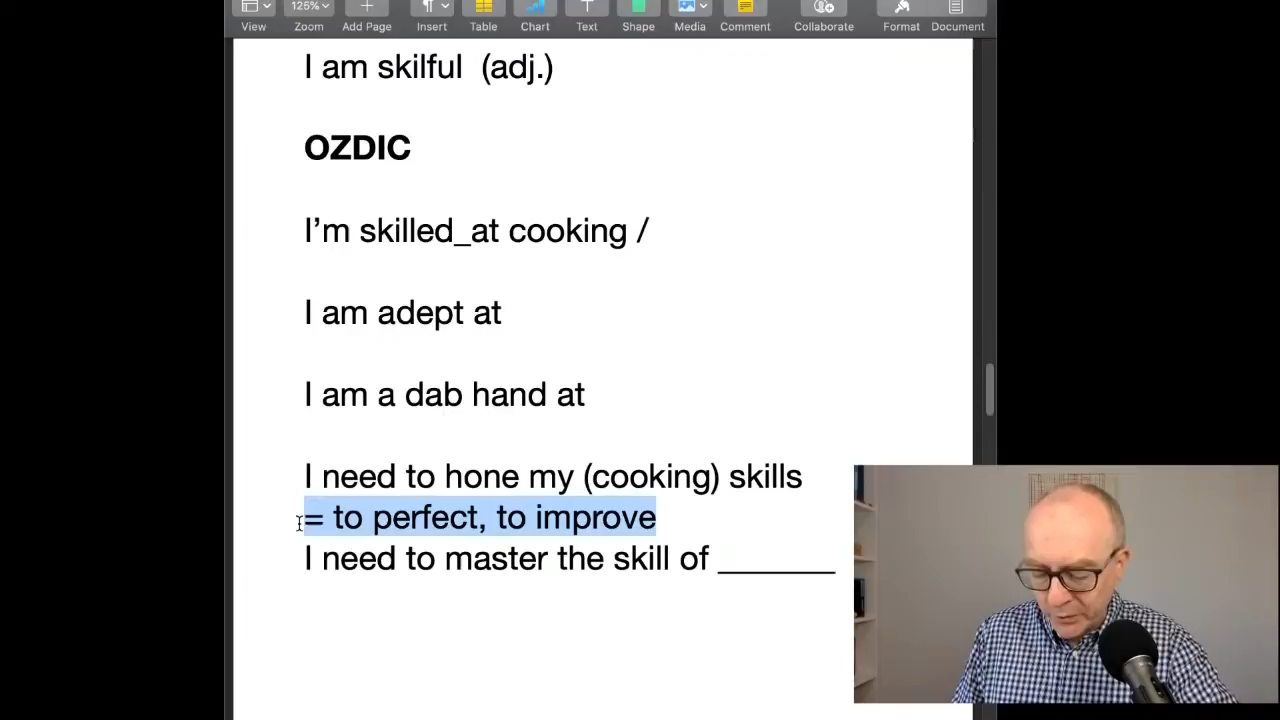 125%
View Zoom Add Page Insert Table Chart Text Shape Media Comment Collaborate Format Document
I am skilful (adj.)
OZDIC
I’m skilled_at cooking /
I am adept at
I am a dab hand at
I need to hone my (cooking) skills
= to perfect, to improve
I need to master the skill of _______